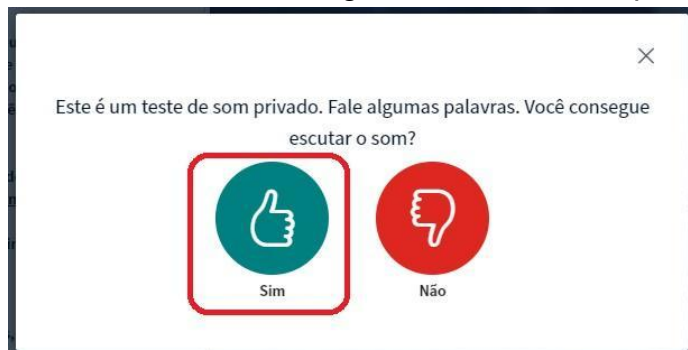 Este é um teste de som privado. Fale algumas palavras. Você consegue
escutar o som?
Sim
Não